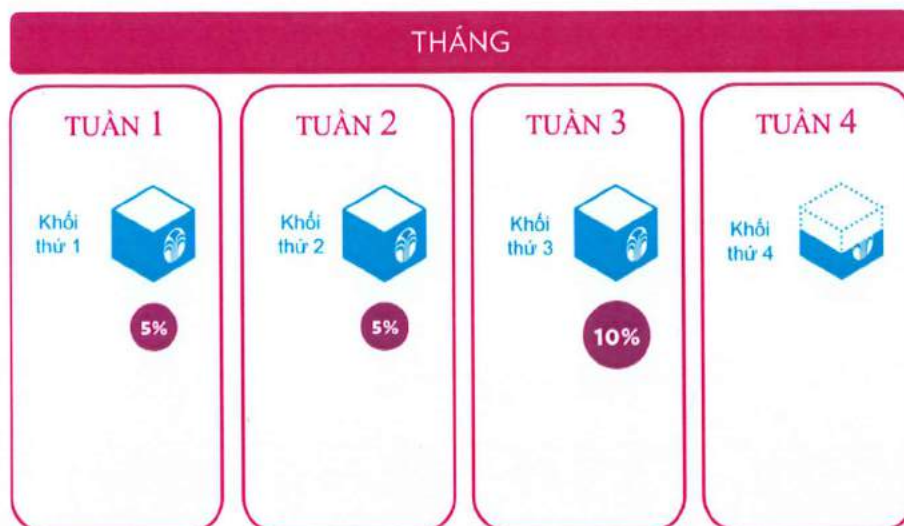 THÁNG
TUẦN 1
Khối
thứ 1
5%
TUẦN 2
Khối
thứ 2
5%
TUẦN 3
Khối
thứ 3
10%
TUẦN 4
Khối
thứ 4